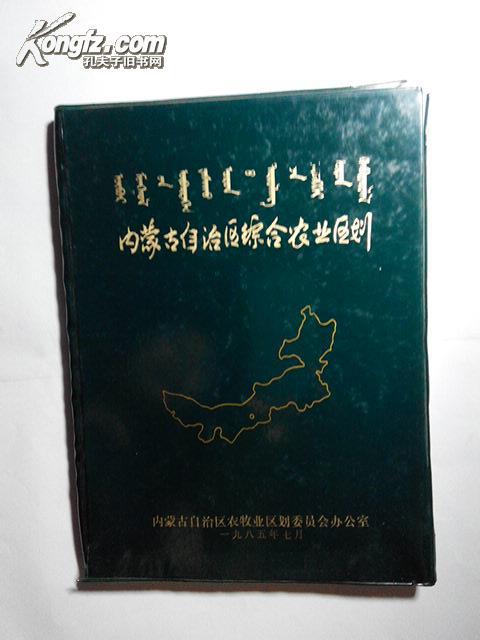 Kongfz.com
孔夫子旧书网
内蒙古自治区综合农业区划
内蒙古自治区农牧业区划委员会办公室
一九八五年七月